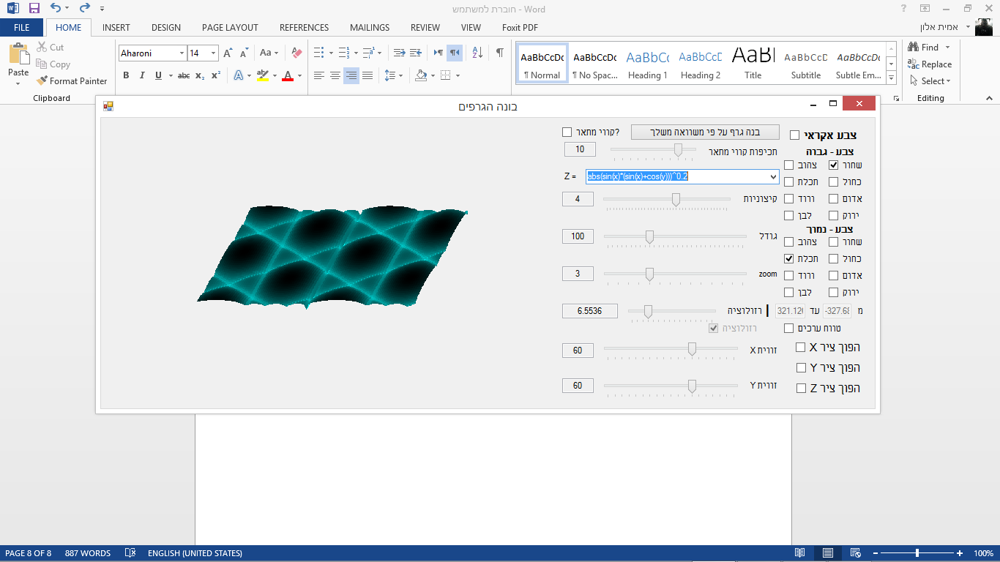 חוברת למשתמש - Word
FILE HOME INSERT DESIGN PAGE LAYOUT REFERENCES MAILINGS REVIEW VIEW Foxit PDF אמית אלון
Paste
Cut
Copy
Format Painter
Clipboard
Aharoni 14
AaBbCcDc AaBbCcDc AaBbCc AaBbCcD AaBl AaBbCcD AaBbCcDc
¶ Normal ¶ No Spac... Heading 1 Heading 2 Title Subtitle Subtle Em...
Find
Replace
Select
Editing
בונה הגרפים
קווי מתאר?
בנה גרף על פי משוואה משלך
צבע אקראי
10
תכיפות קווי מתאר
צבע - גבוה
Z = abs(sin(x)*(sin(x)+cos(y)))^0.2
שחור צהוב
כחול תכלת
אדום ורוד
ירוק לבן
4
קיצוניות
צבע - נמוך
שחור צהוב
כחול תכלת
אדום ורוד
ירוק לבן
100
גודל
3
zoom
6.5536
רזולוציה
מ -327.68 עד 321.126
רזולוציה
טווח ערכים
60
זווית X
60
זווית Y
הפוך ציר X
הפוך ציר Y
הפוך ציר Z
PAGE 8 OF 8 887 WORDS ENGLISH (UNITED STATES) 100%